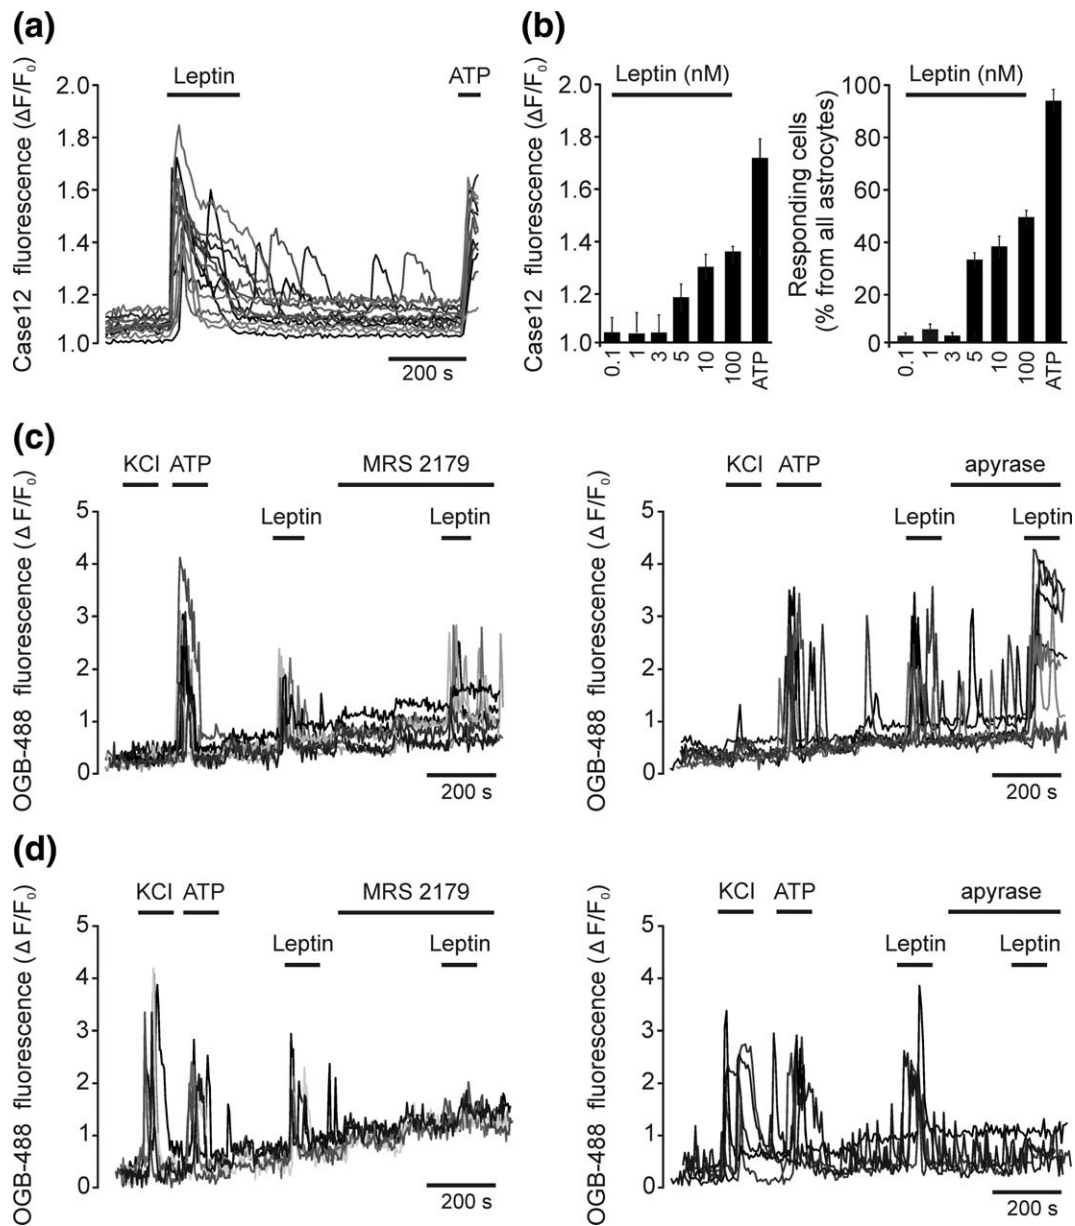 (a)
Case12 fluorescence (ΔF/F0)
Leptin
ATP
2.0
1.8
1.6
1.4
1.2
1.0
200 s
(b)
Case12 fluorescence (ΔF/F0)
Leptin (nM)
2.0
1.8
1.6
1.4
1.2
1.0
0.1
1
3
5
10
100
ATP
Responding cells
(% from all astrocytes)
Leptin (nM)
100
80
60
40
20
0
0.1
1
3
5
10
100
ATP
(c)
OGB-488 fluorescence (Δ F/F0)
KCl
ATP
MRS 2179
Leptin
Leptin
5
4
3
2
1
0
200 s
OGB-488 fluorescence (Δ F/F0)
KCl
ATP
apyrase
Leptin
Leptin
5
4
3
2
1
0
200 s
(d)
OGB-488 fluorescence (Δ F/F0)
KCl
ATP
MRS 2179
Leptin
Leptin
5
4
3
2
1
0
200 s
OGB-488 fluorescence (Δ F/F0)
KCl
ATP
apyrase
Leptin
Leptin
5
4
3
2
1
0
200 s